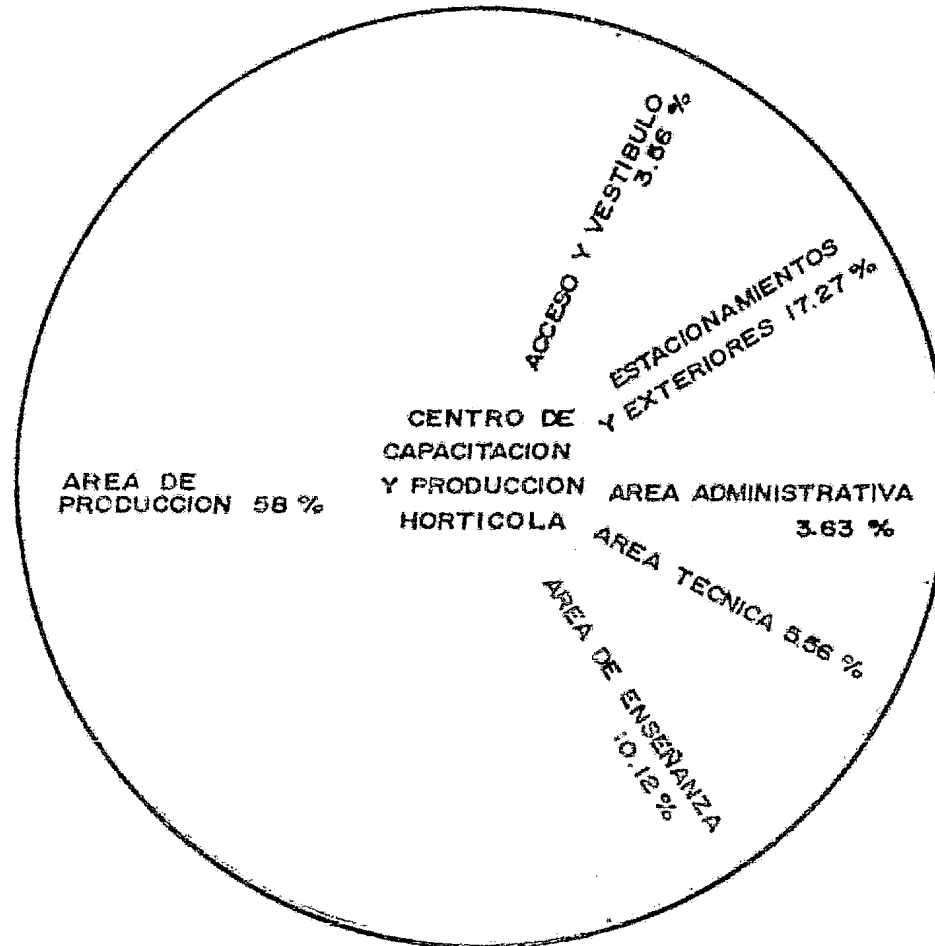 ACCESO Y VESTIBULO
3.56 %
ESTACIONAMIENTOS
Y EXTERIORES 17.27 %
CENTRO DE
CAPACITACION
Y PRODUCCION
HORTICOLA
AREA DE
PRODUCCION 58 %
AREA ADMINISTRATIVA
3.63 %
AREA TECNICA 5.56 %
AREA DE ENSEÑANZA
10.12 %